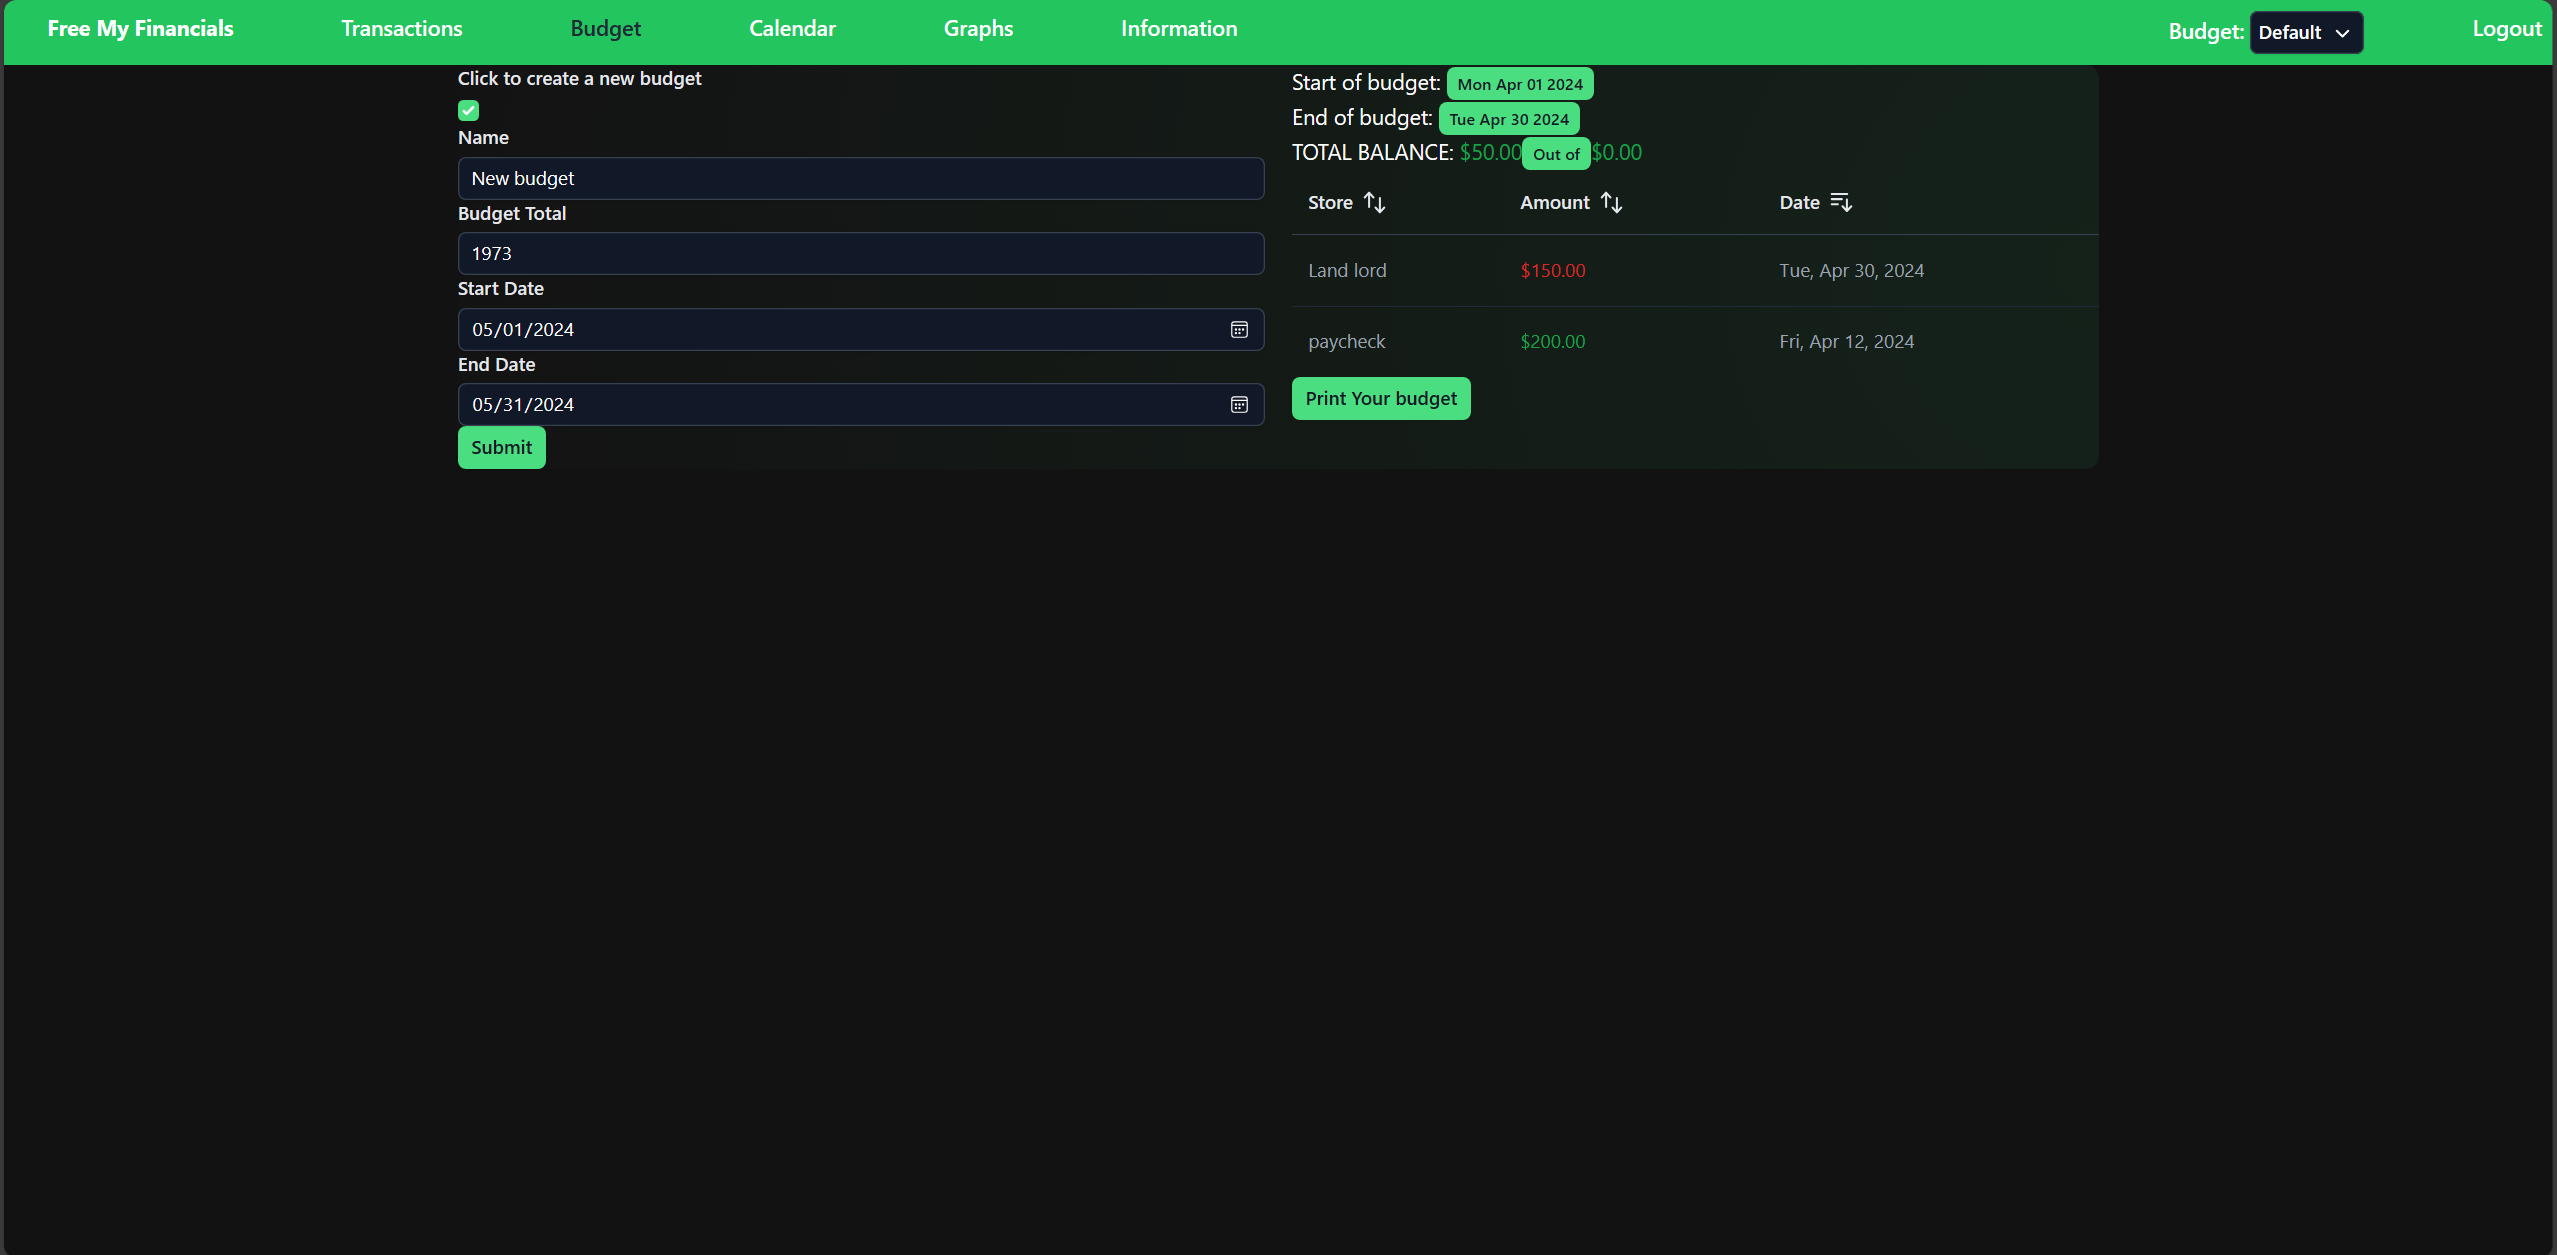 Free My Financials Transactions Budget Calendar Graphs Information Budget: Default Logout
Click to create a new budget
Name
New budget
Budget Total
1973
Start Date
05/01/2024
End Date
05/31/2024
Submit
Start of budget: Mon Apr 01 2024
End of budget: Tue Apr 30 2024
TOTAL BALANCE: $50.00 Out of $0.00
Store Amount Date
Land lord $150.00 Tue, Apr 30, 2024
paycheck $200.00 Fri, Apr 12, 2024
Print Your budget